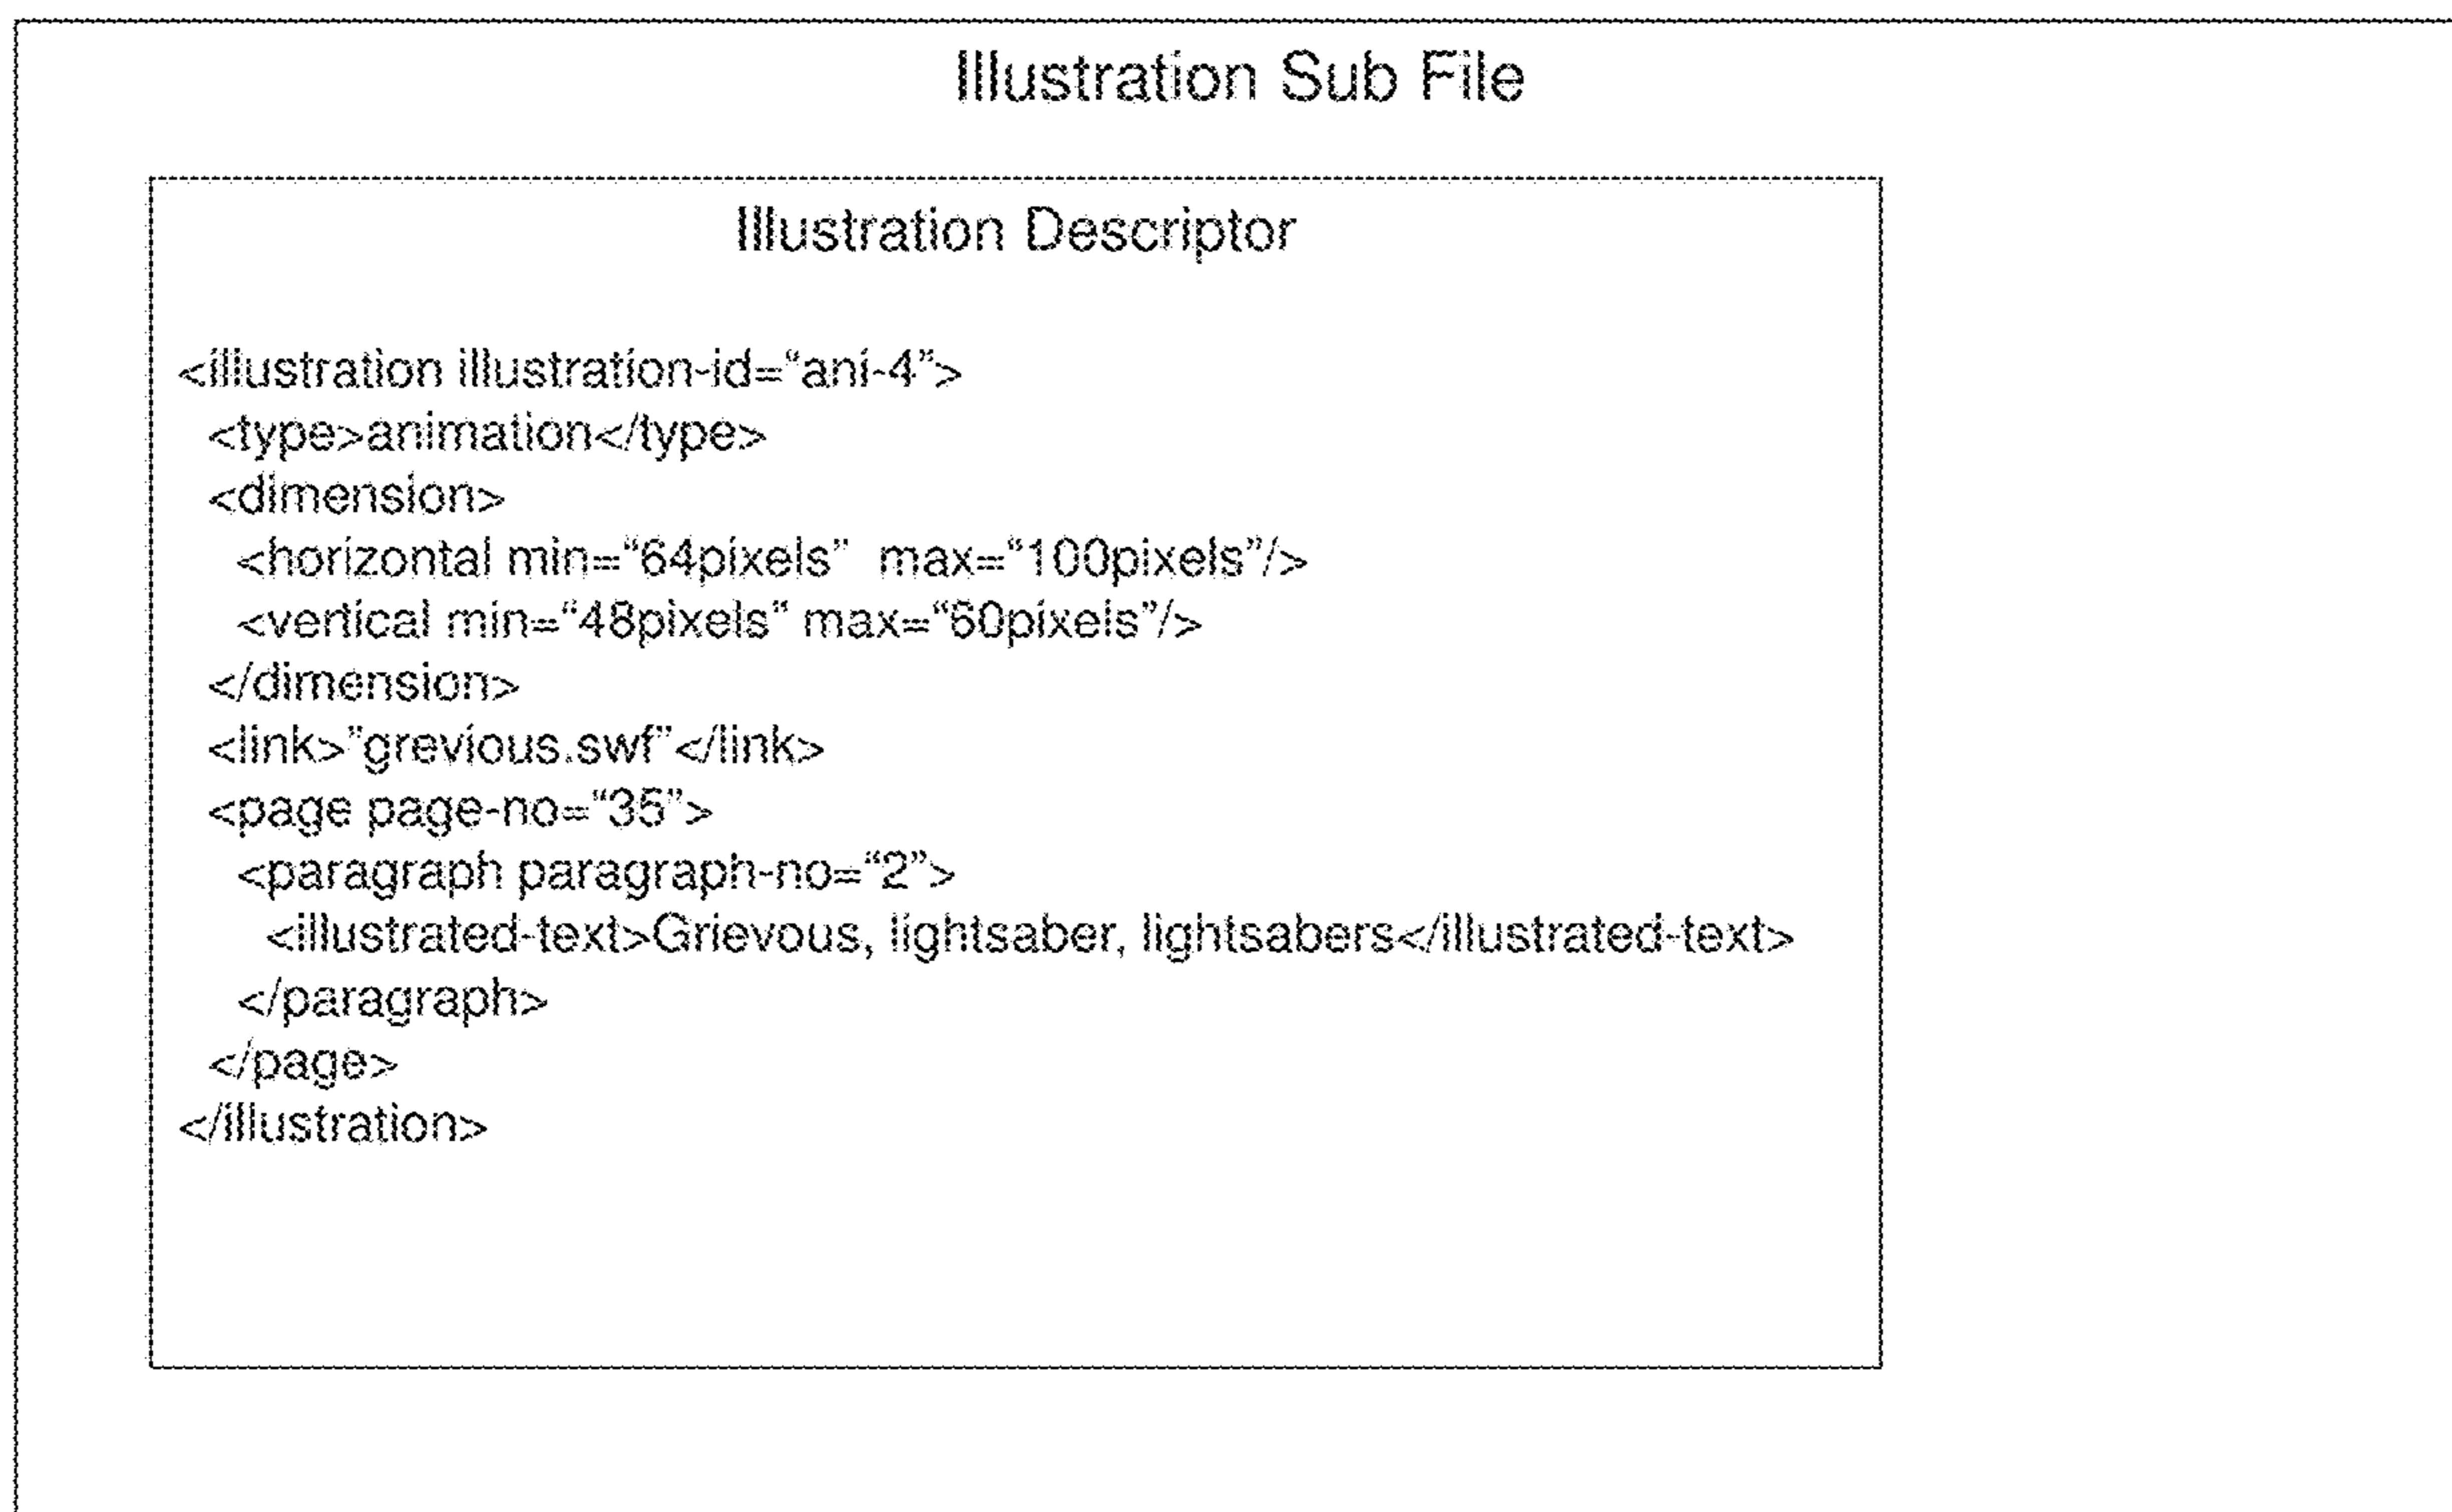 Illustration Sub File
Illustration Descriptor
<illustration illustration-id=“ani-4”>
<type>animation</type>
<dimension>
<horizontal min=“64pixels” max=“100pixels”/>
<vertical min=“48pixels“ max=“60pixels”/>
</dimension>
<link>”grevious.swf”</link>
<page page-no=“35”>
<paragraph paragraph-no=“2”>
<illustrated-text>Grievous, lightsaber, lightsabers</illustrated-text>
</paragraph>
</page>
</illustration>